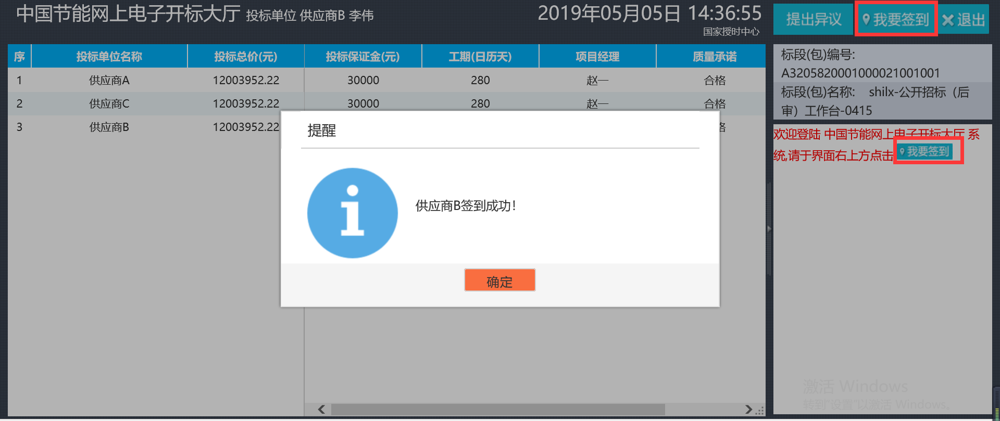 中国节能网上电子开标大厅 投标单位 供应商B 李伟
2019年05月05日 14:36:55
国家授时中心
提出异议 我要签到 退出
序 投标单位名称 投标总价(元) 投标保证金(元) 工期(日历天) 项目经理 质量承诺
1 供应商A 12003952.22 30000 280 赵一 合格
2 供应商C 12003952.22 30000 280 赵一 合格
3 供应商B 12003952.22 格
提醒
供应商B签到成功!
确定
标段(包)编号:
A3205820001000021001001
标段(包)名称: shilx-公开招标（后
审）工作台-0415
欢迎登陆 中国节能网上电子开标大厅 系
统,请于界面右上方点击 我要签到
激活 Windows
转到"设置"以激活 Windows。